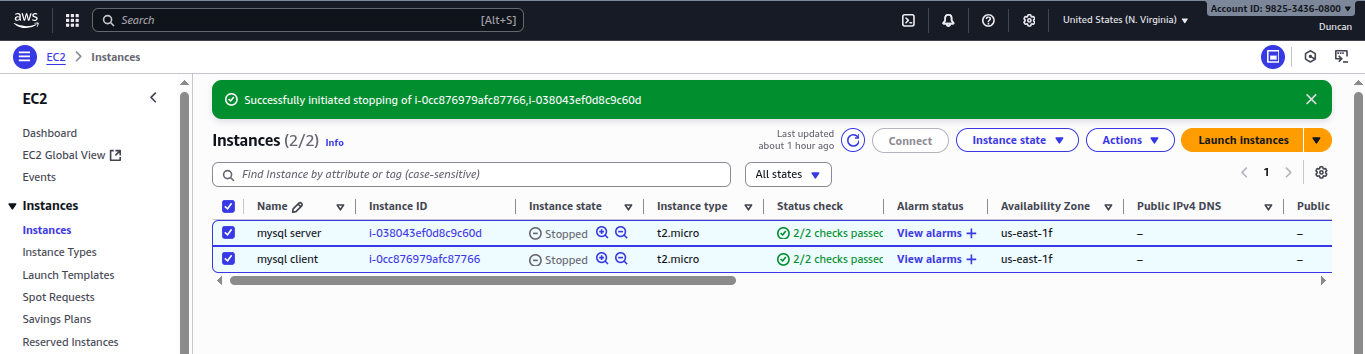 aws Search [Alt+S] United States (N. Virginia) Account ID: 9825-3436-0800
Duncan
EC2 Instances
EC2
Dashboard
EC2 Global View
Events
Instances
Instances
Instance Types
Launch Templates
Spot Requests
Savings Plans
Reserved Instances
Successfully initiated stopping of i-0cc876979afc87766,i-038043ef0d8c9c60d
Instances (2/2) Info
Last updated
about 1 hour ago
Connect Instance state Actions Launch instances
Find Instance by attribute or tag (case-sensitive) All states 1
Name Instance ID Instance state Instance type Status check Alarm status Availability Zone Public IPv4 DNS Public
mysql server i-038043ef0d8c9c60d Stopped t2.micro 2/2 checks passec View alarms + us-east-1f – –
mysql client i-0cc876979afc87766 Stopped t2.micro 2/2 checks passec View alarms + us-east-1f – –